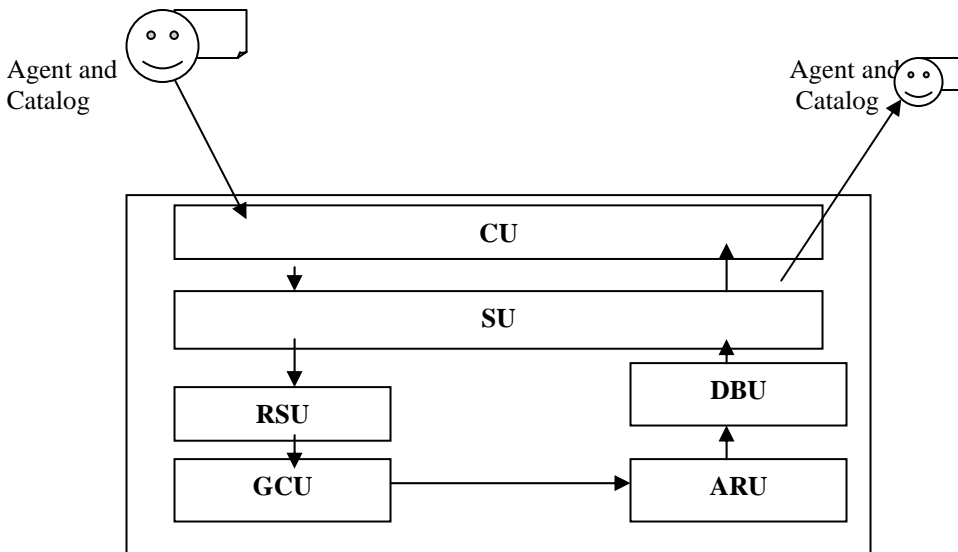 Agent and
Catalog
Agent and
Catalog
CU
SU
DBU
RSU
GCU
ARU